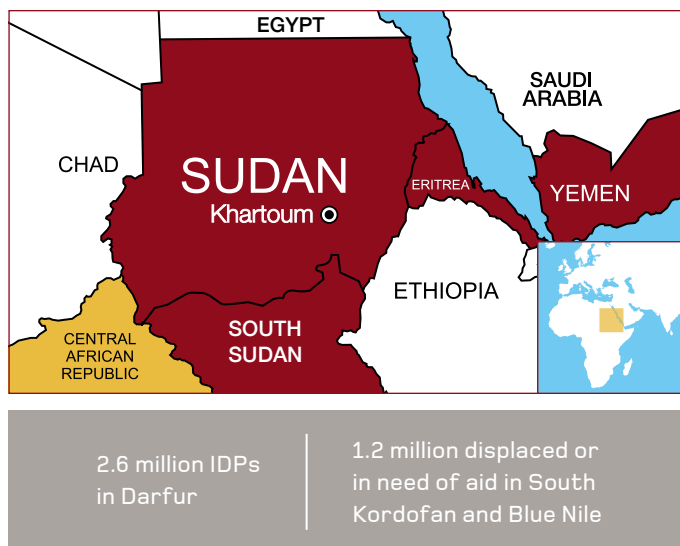 EGYPT
SAUDI
ARABIA
CHAD
SUDAN
Khartoum
ERITREA
YEMEN
ETHIOPIA
SOUTH
SUDAN
CENTRAL
AFRICAN
REPUBLIC
2.6 million IDPs
in Darfur
1.2 million displaced or
in need of aid in South
Kordofan and Blue Nile